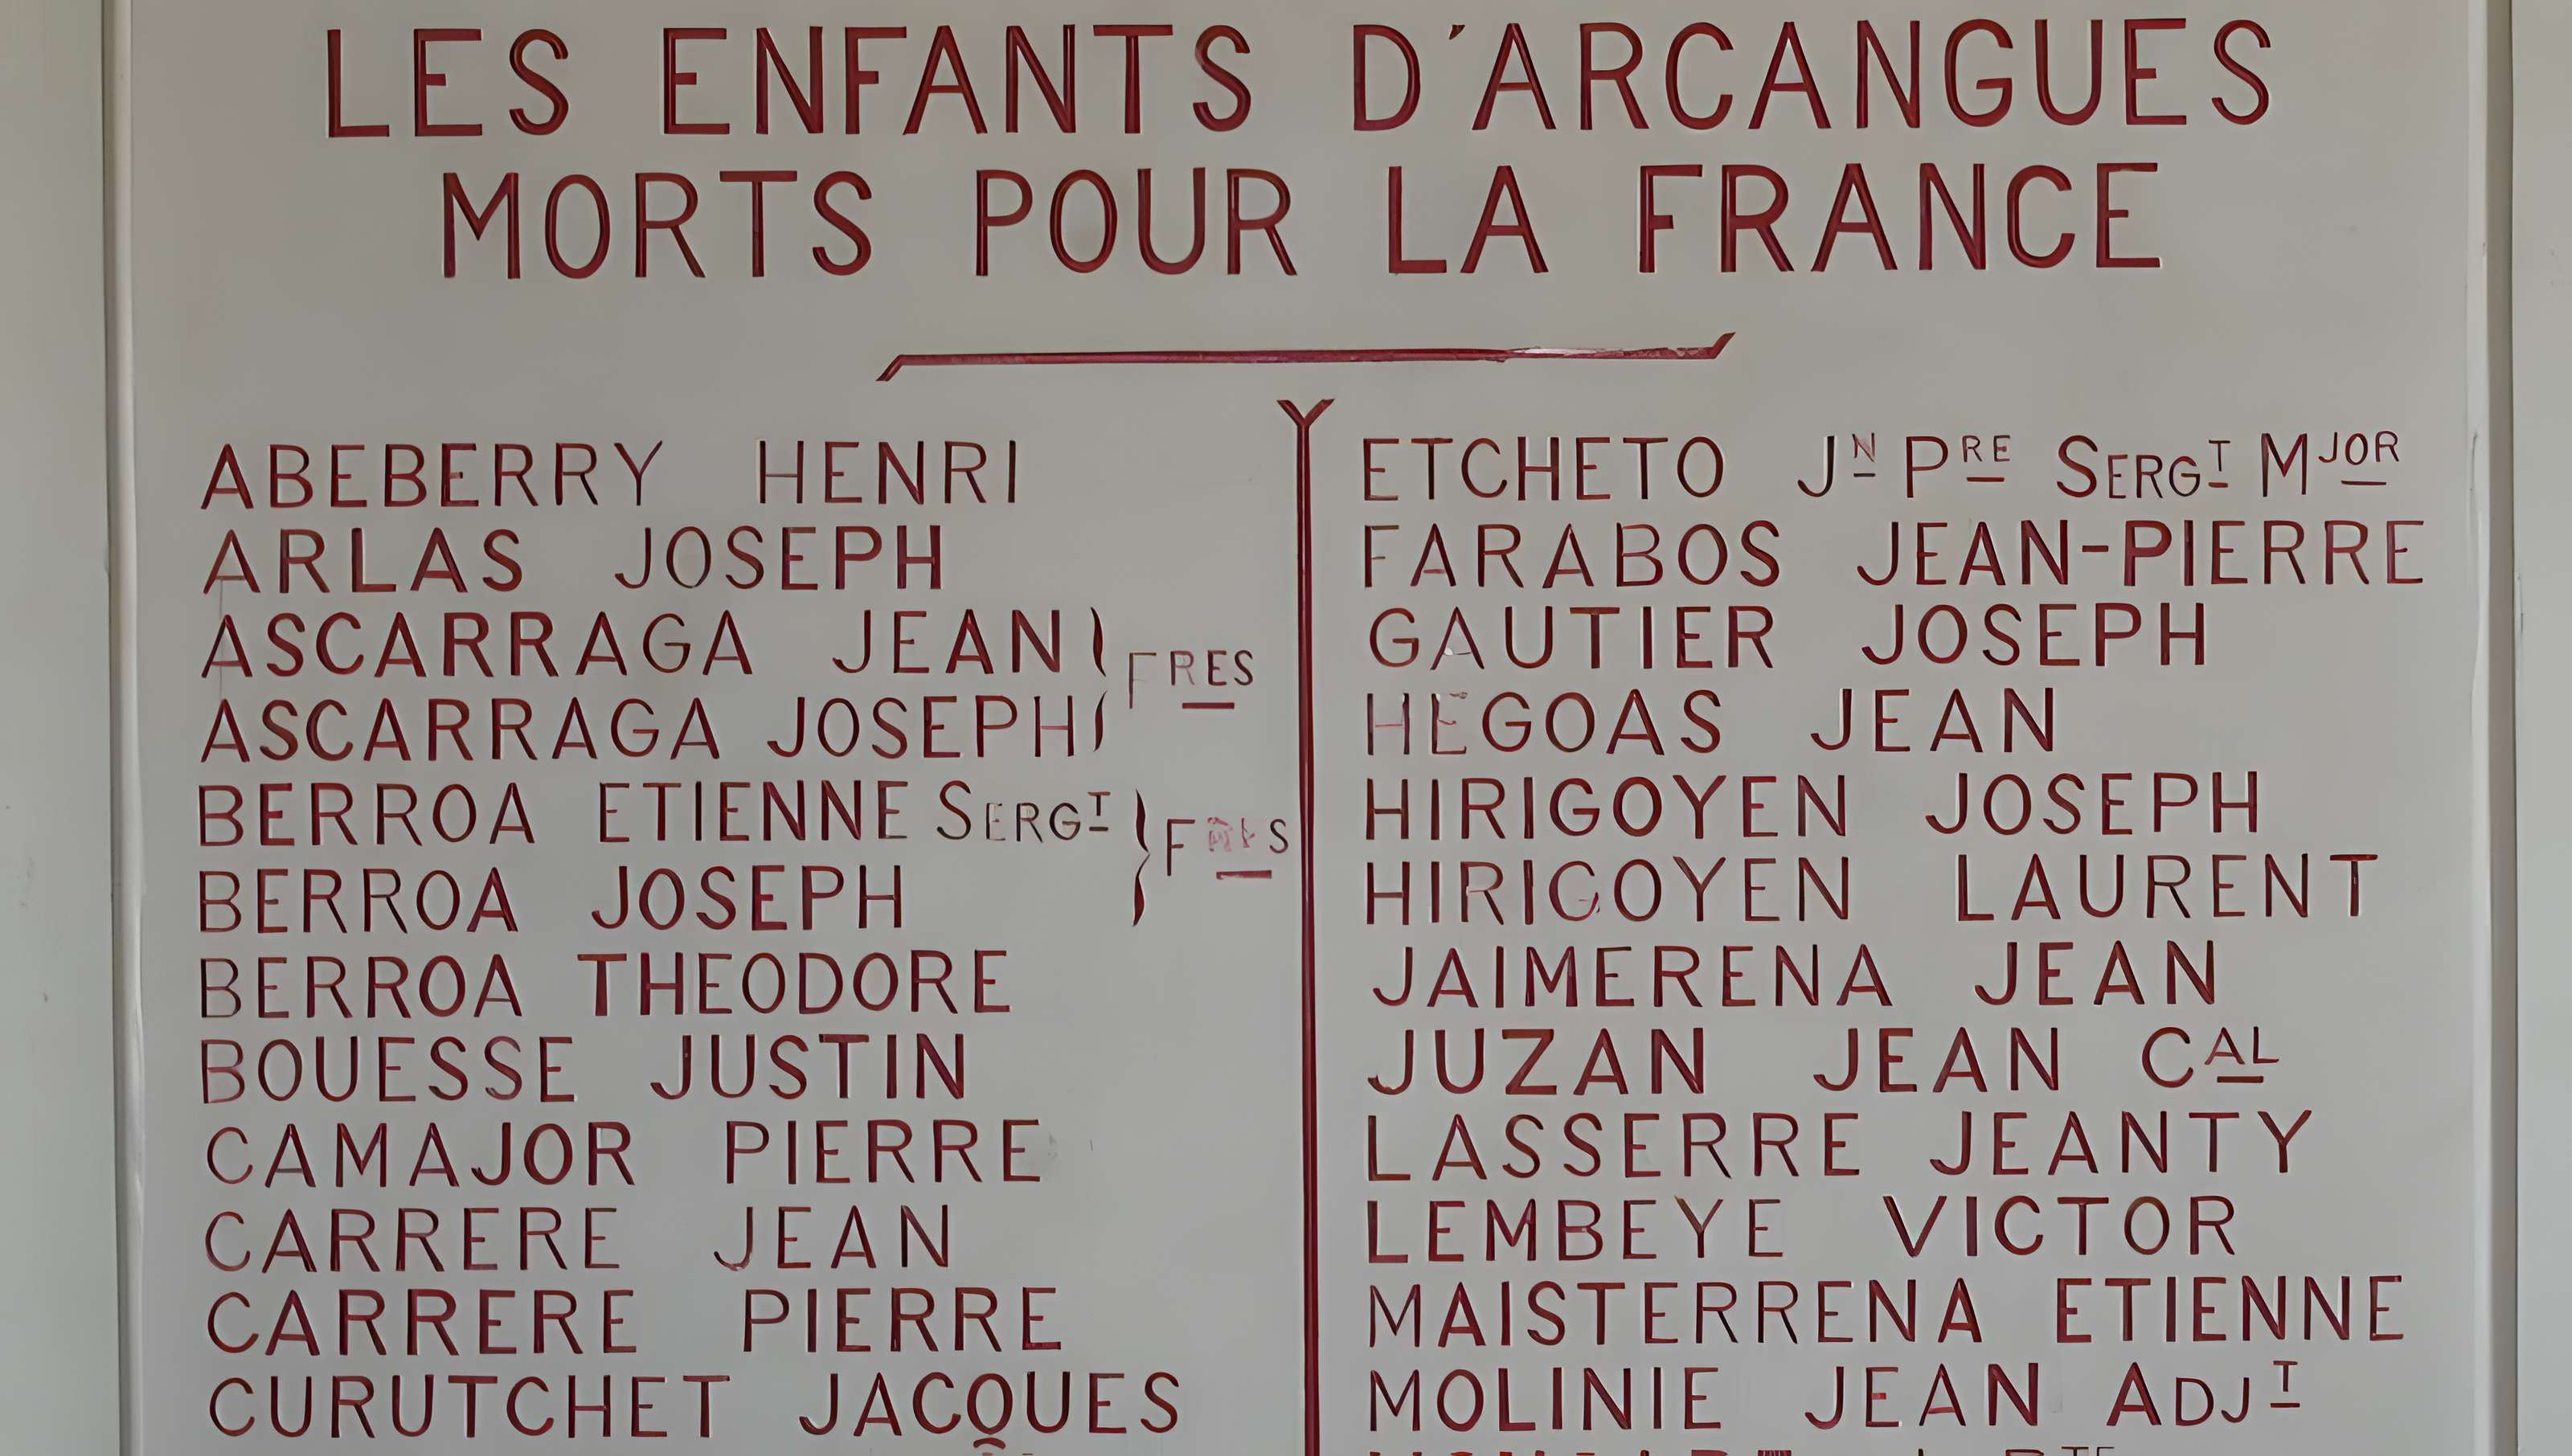 LES ENFANTS D'ARCANGUES
MORTS POUR LA FRANCE
ABEBERRY HENRI
ARLAS JOSEPH
ASCARRAGA JEAN
ASCARRAGA JOSEPH
FRES
BERROA ETIENNE SERGT
BERROA JOSEPH
BERROA THEODORE
BOUESSE JUSTIN
CAMAJOR PIERRE
CARRERE JEAN
CARRERE PIERRE
CURUTCHET JACQUES
ETCHETO JN PRE SERGT MJOR
FARABOS JEAN-PIERRE
GAUTIER JOSEPH
HEGOAS JEAN
HIRIGOYEN JOSEPH
HIRIGOYEN LAURENT
JAIMERENA JEAN
JUZAN JEAN CAL
LASSERRE JEANTY
LEMBEYE VICTOR
MAISTERRENA ETIENNE
MOLINIE JEAN ADJT